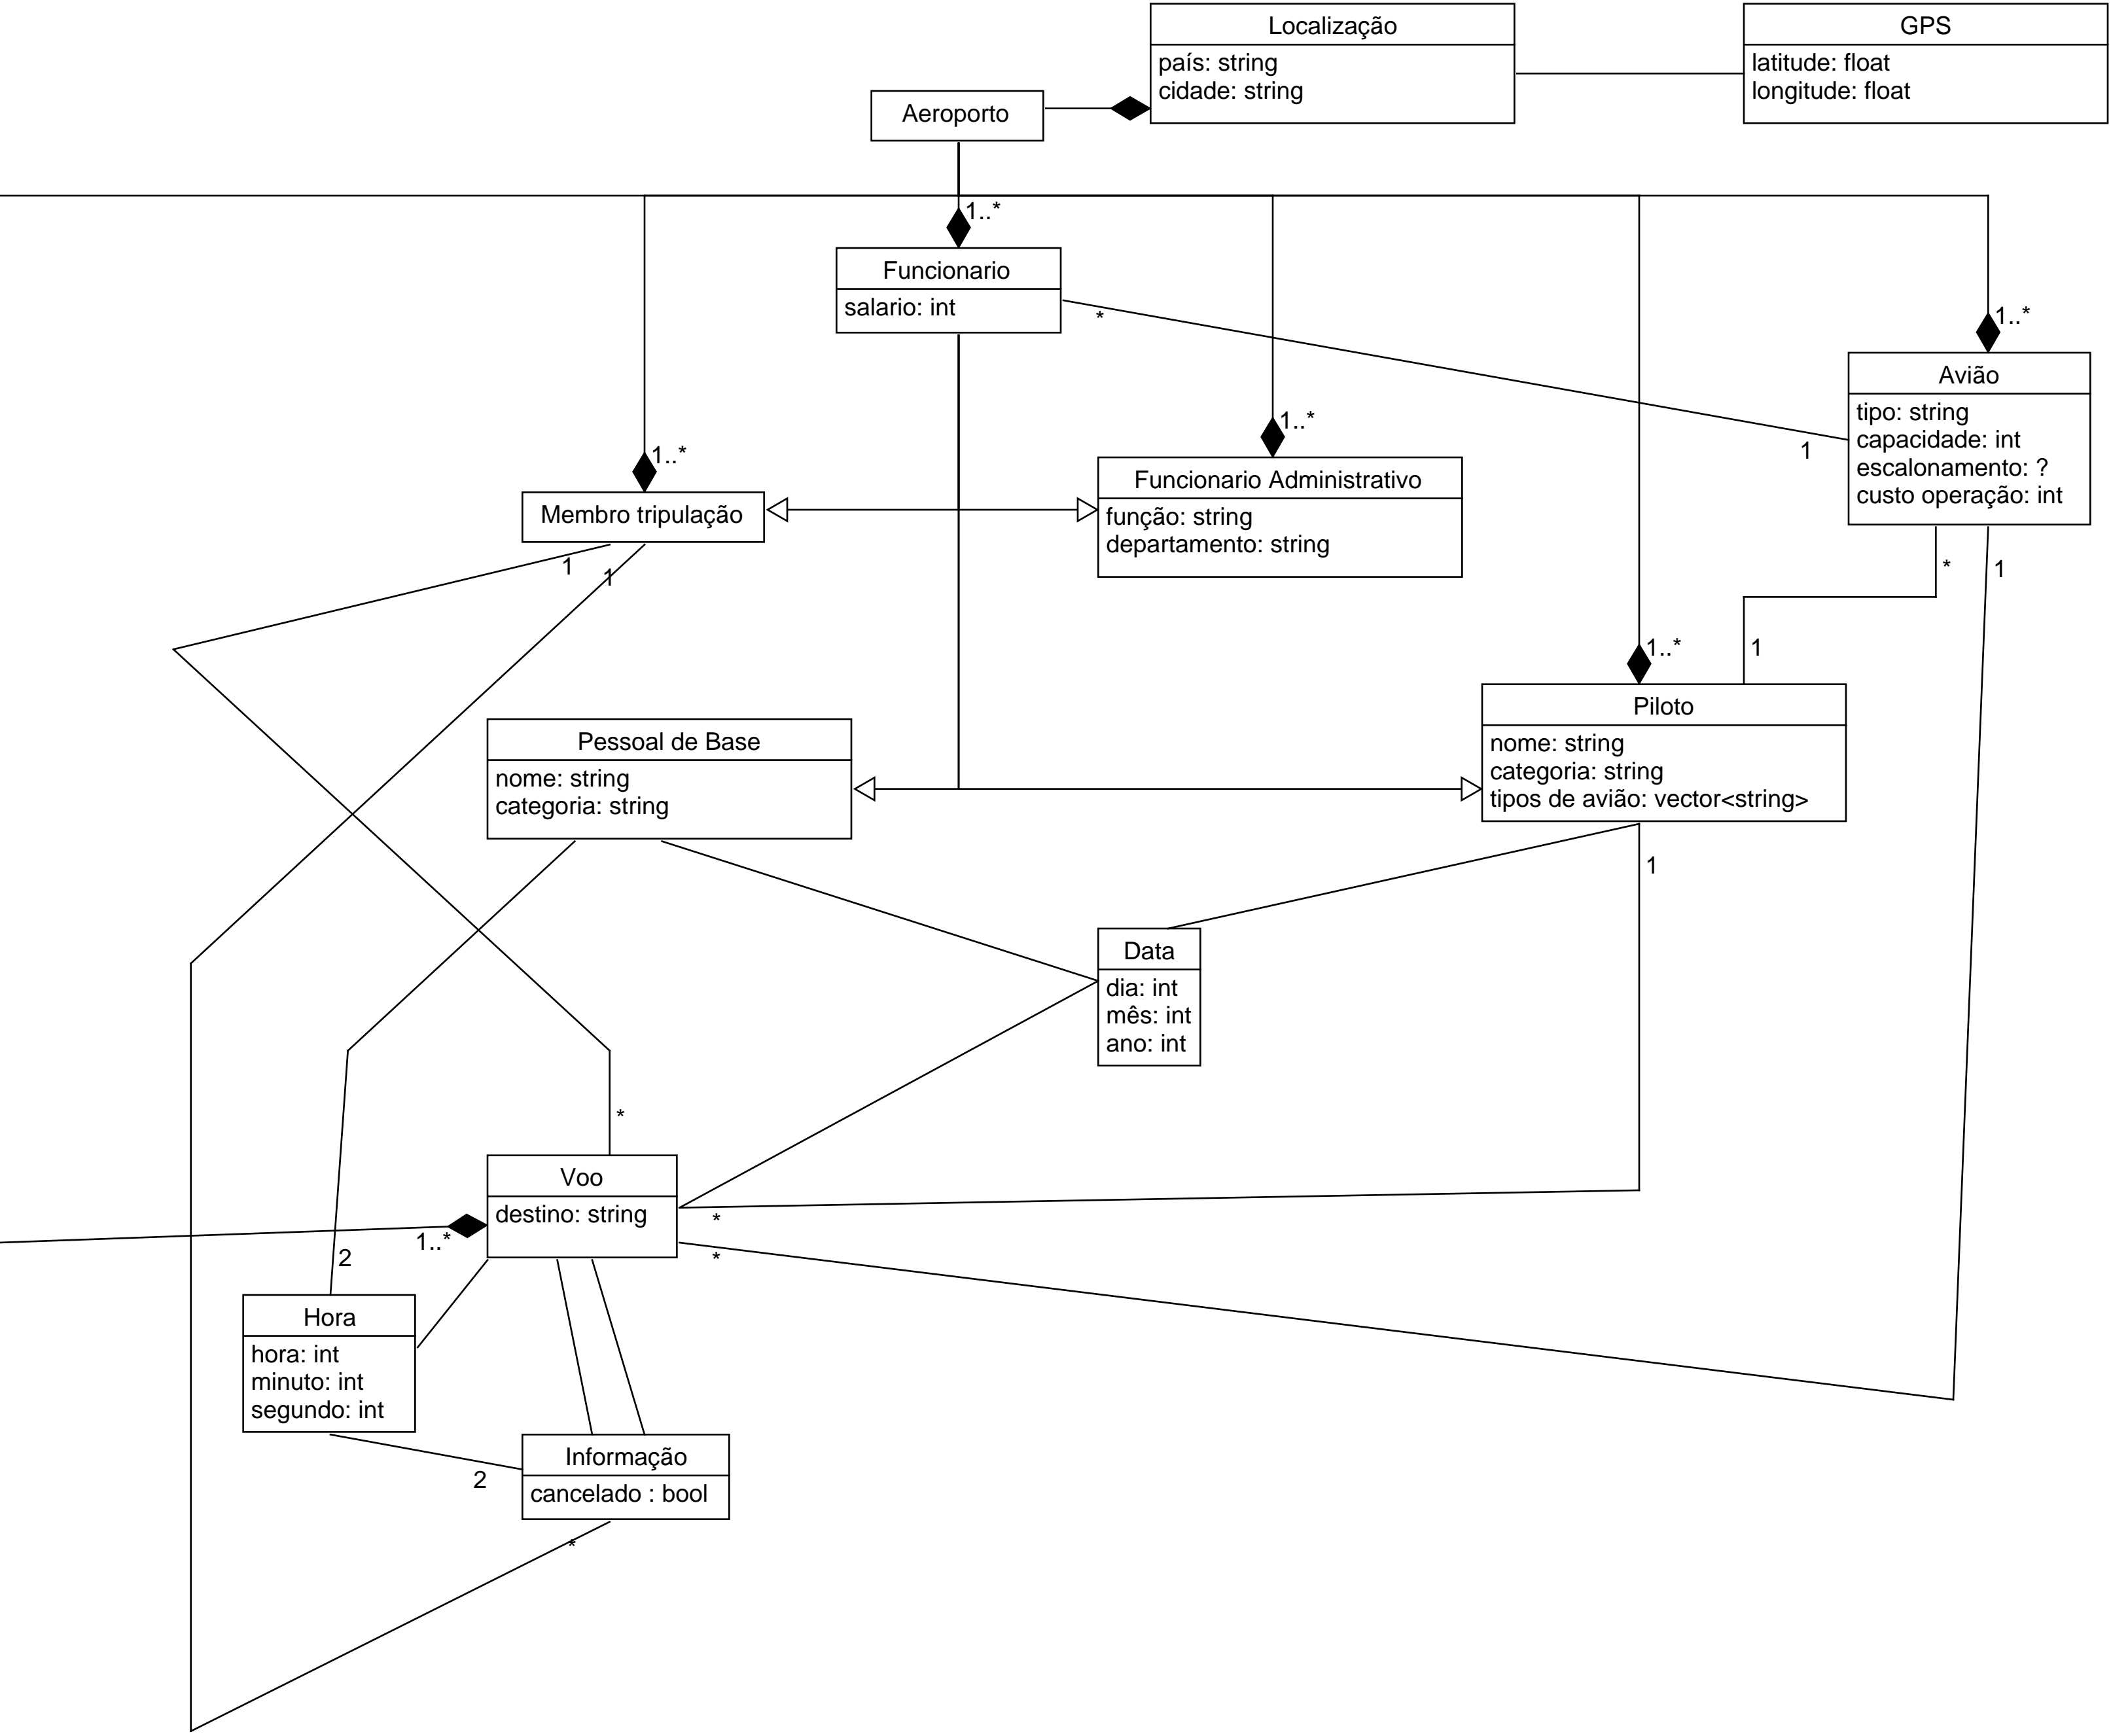 Localização
país: string
cidade: string
GPS
latitude: float
longitude: float
Aeroporto
1..*
Funcionario
salario: int
*
1
1..*
Avião
tipo: string
capacidade: int
escalonamento: ?
custo operação: int
*
1
1..*
Funcionario Administrativo
função: string
departamento: string
1..*
Membro tripulação
1
1
1..*
1
Piloto
nome: string
categoria: string
tipos de avião: vector<string>
1
Pessoal de Base
nome: string
categoria: string
Data
dia: int
mês: int
ano: int
*
Voo
destino: string
*
*
1..*
2
Hora
hora: int
minuto: int
segundo: int
2
Informação
cancelado : bool
*